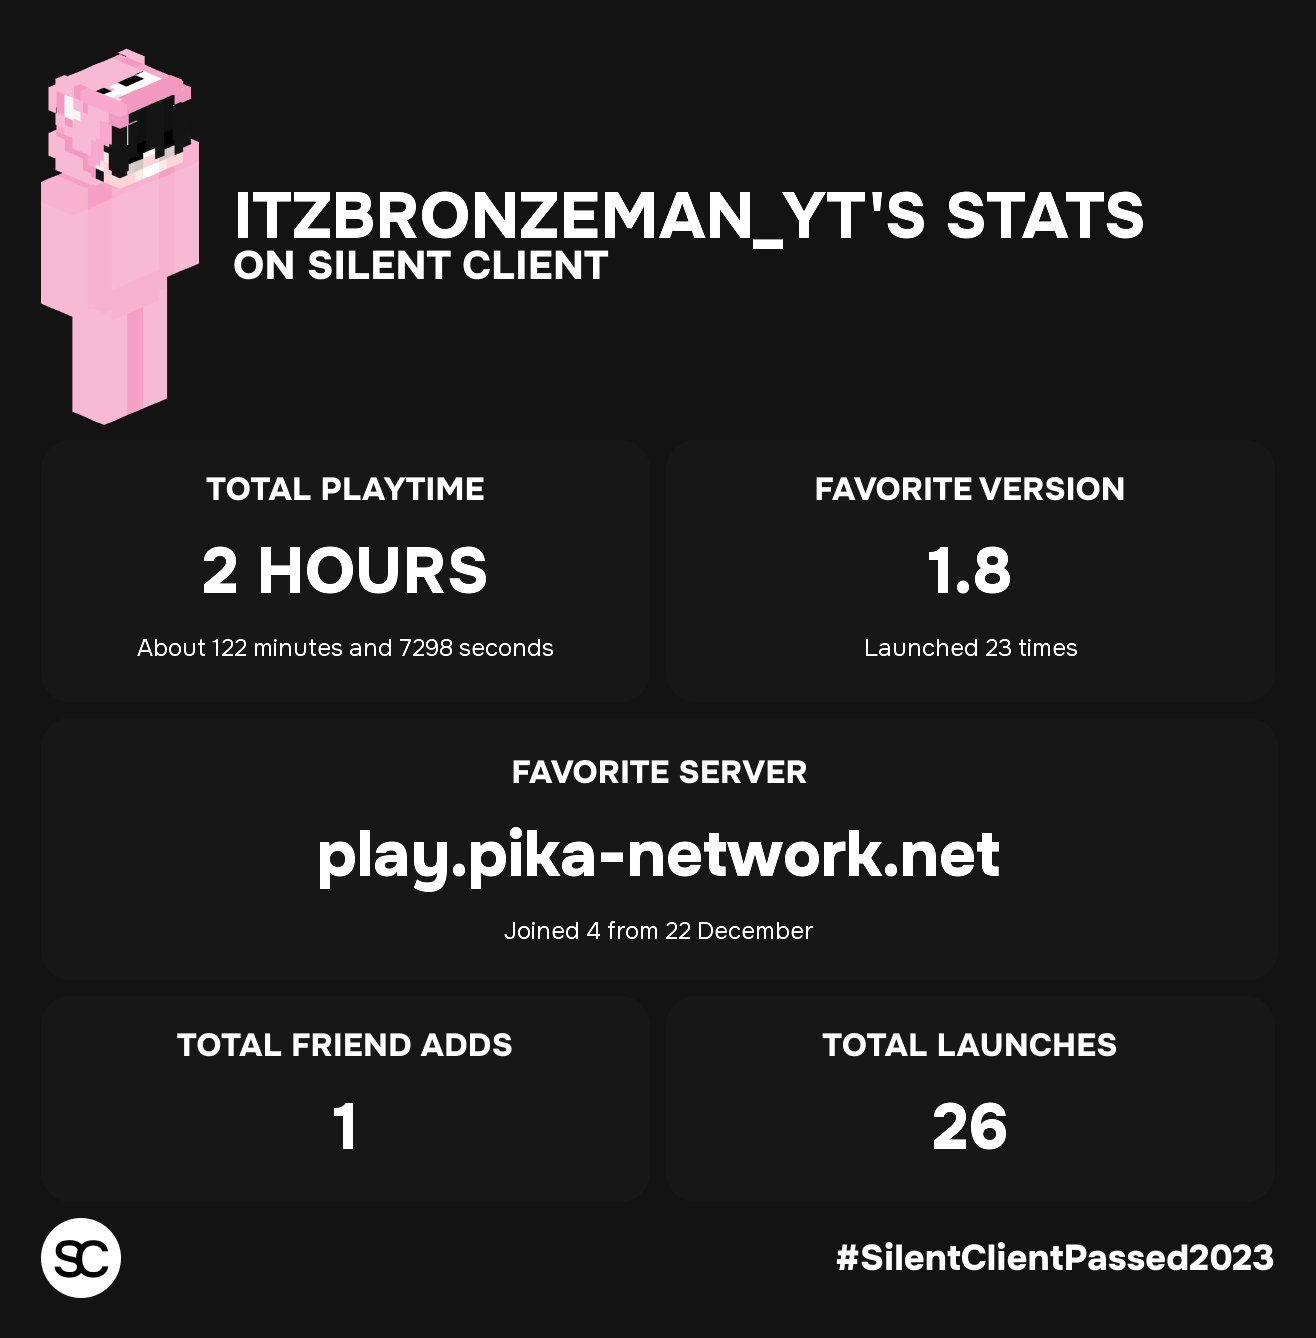 ITZBRONZEMAN_YT'S STATS
ON SILENT CLIENT
TOTAL PLAYTIME
2 HOURS
About 122 minutes and 7298 seconds
FAVORITE VERSION
1.8
Launched 23 times
FAVORITE SERVER
play.pika-network.net
Joined 4 from 22 December
TOTAL FRIEND ADDS
1
TOTAL LAUNCHES
26
SC
#SilentClientPassed2023